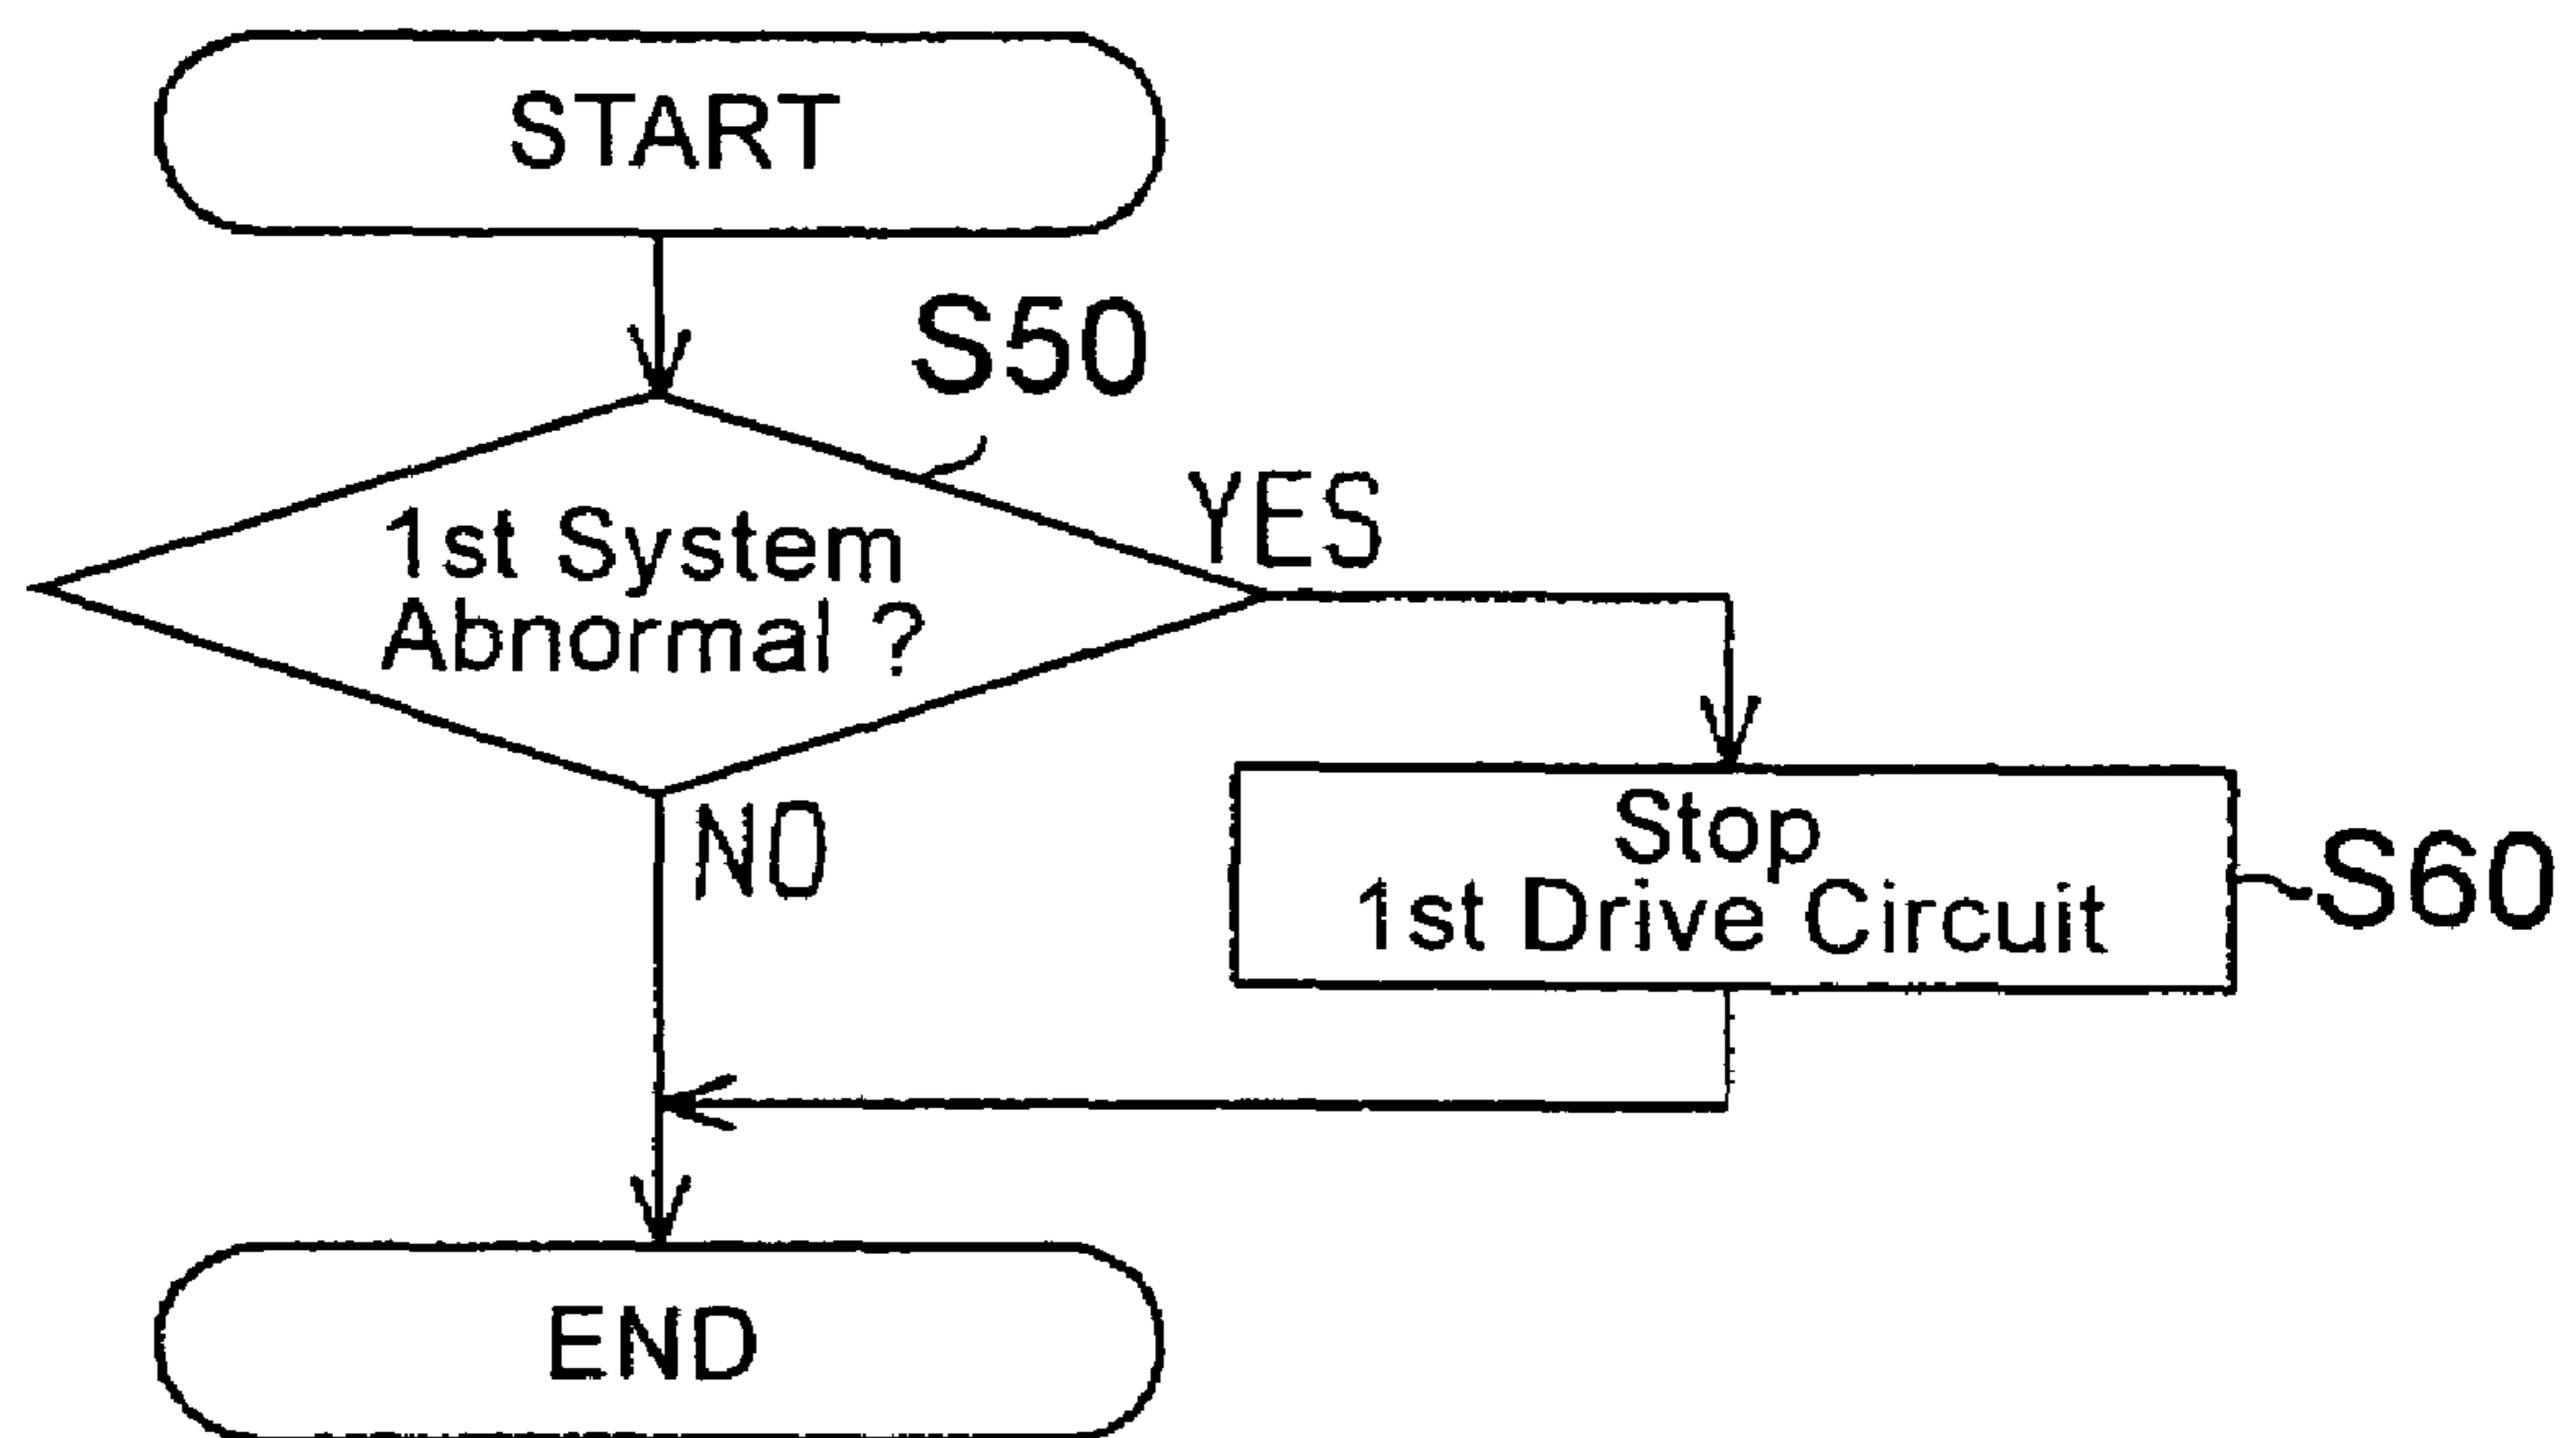 START
S50
1st System
Abnormal ?
YES
NO
Stop
1st Drive Circuit
S60
END